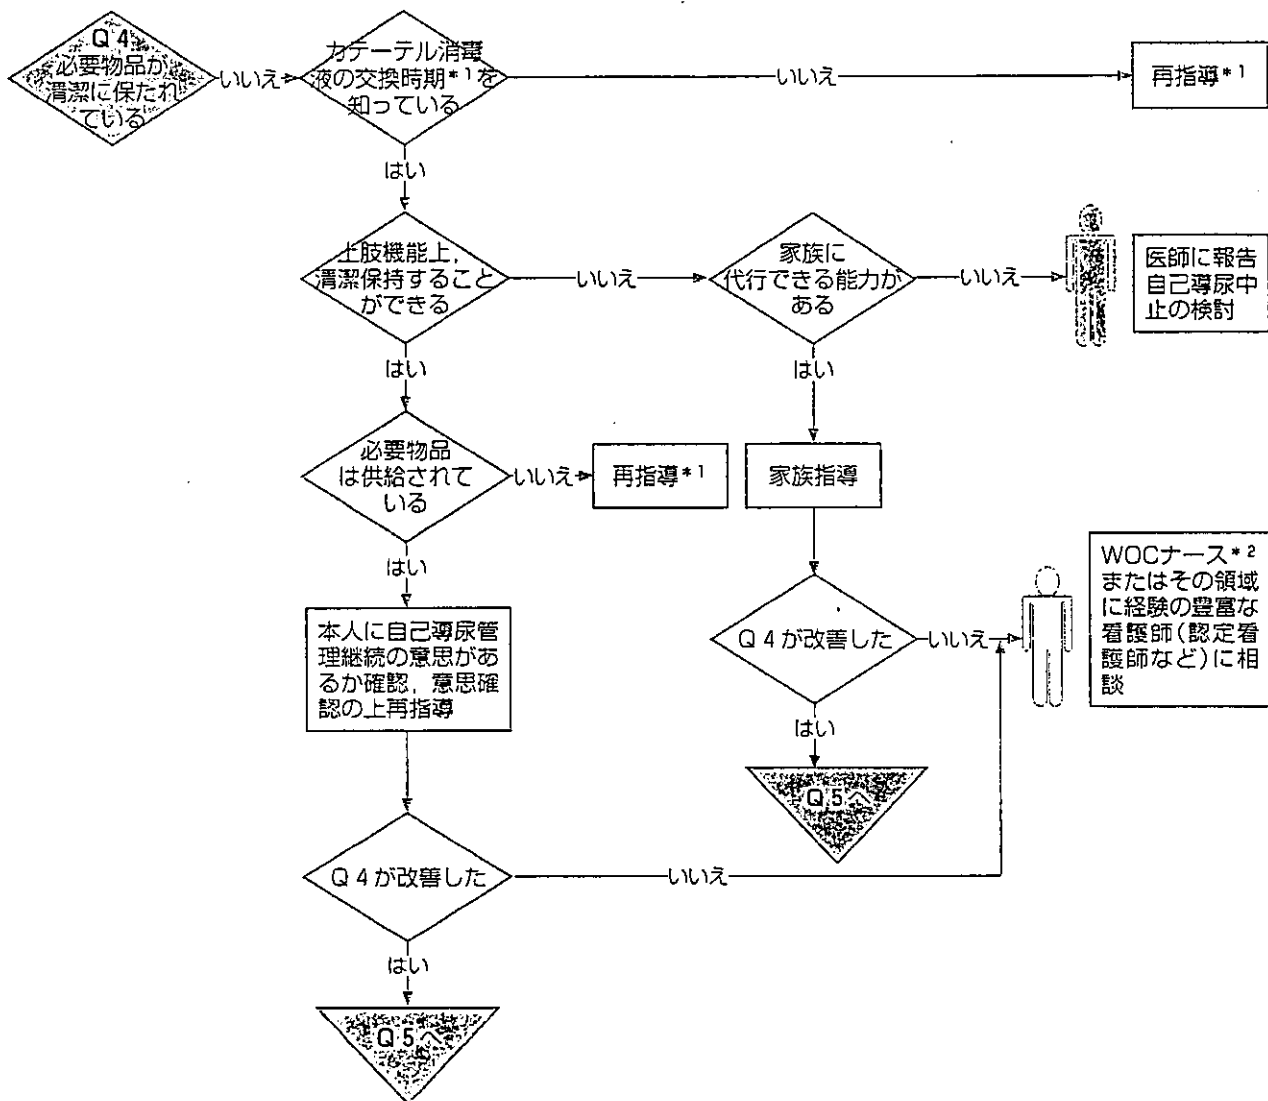 Q 4
必要物品が
清潔に保たれ
ている
いいえ
カテーテル消毒
液の交換時期*1を
知っている
いいえ
再指導*1
はい
上肢機能上,
清潔保持すること
ができる
いいえ
家族に
代行できる能力が
ある
いいえ
医師に報告
自己導尿中
止の検討
はい
はい
必要物品
は供給されて
いる
いいえ
再指導*1
家族指導
はい
本人に自己導尿管
理継続の意思があ
るか確認, 意思確
認の上再指導
Q 4 が改善した
いいえ
WOCナース*2
またはその領域
に経験の豊富な
看護師(認定看
護師など)に相
談
はい
Q 5 へ
Q 4 が改善した
いいえ
はい
Q 5 へ